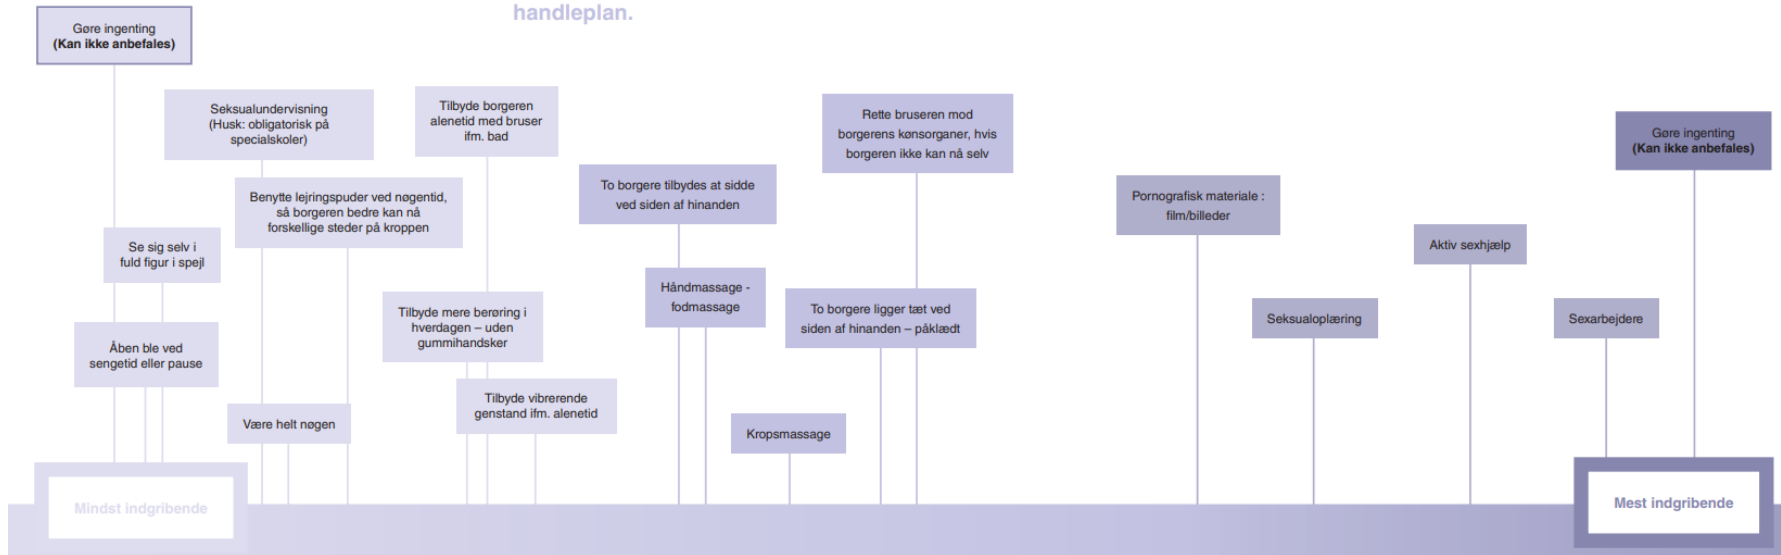 handleplan.
Gøre ingenting
(Kan ikke anbefales)
Seksualundervisning
(Husk: obligatorisk på
specialskoler)
Tilbyde borgeren
alenetid med bruser
ifm. bad
Rette bruseren mod
borgerens kønsorganer, hvis
borgeren ikke kan nå selv
Gøre ingenting
(Kan ikke anbefales)
Benytte lejringspuder ved nøgentid,
så borgeren bedre kan nå
forskellige steder på kroppen
To borgere tilbydes at sidde
ved siden af hinanden
Pornografisk materiale :
film/billeder
Se sig selv i
fuld figur i spejl
Aktiv sexhjælp
Tilbyde mere berøring i
hverdagen – uden
gummihandsker
Håndmassage -
fodmassage
To borgere ligger tæt ved
siden af hinanden – påklædt
Seksualoplæring
Sexarbejdere
Åben ble ved
sengetid eller pause
Tilbyde vibrerende
genstand ifm. alenetid
Være helt nøgen
Kropsmassage
Mindst indgribende
Mest indgribende